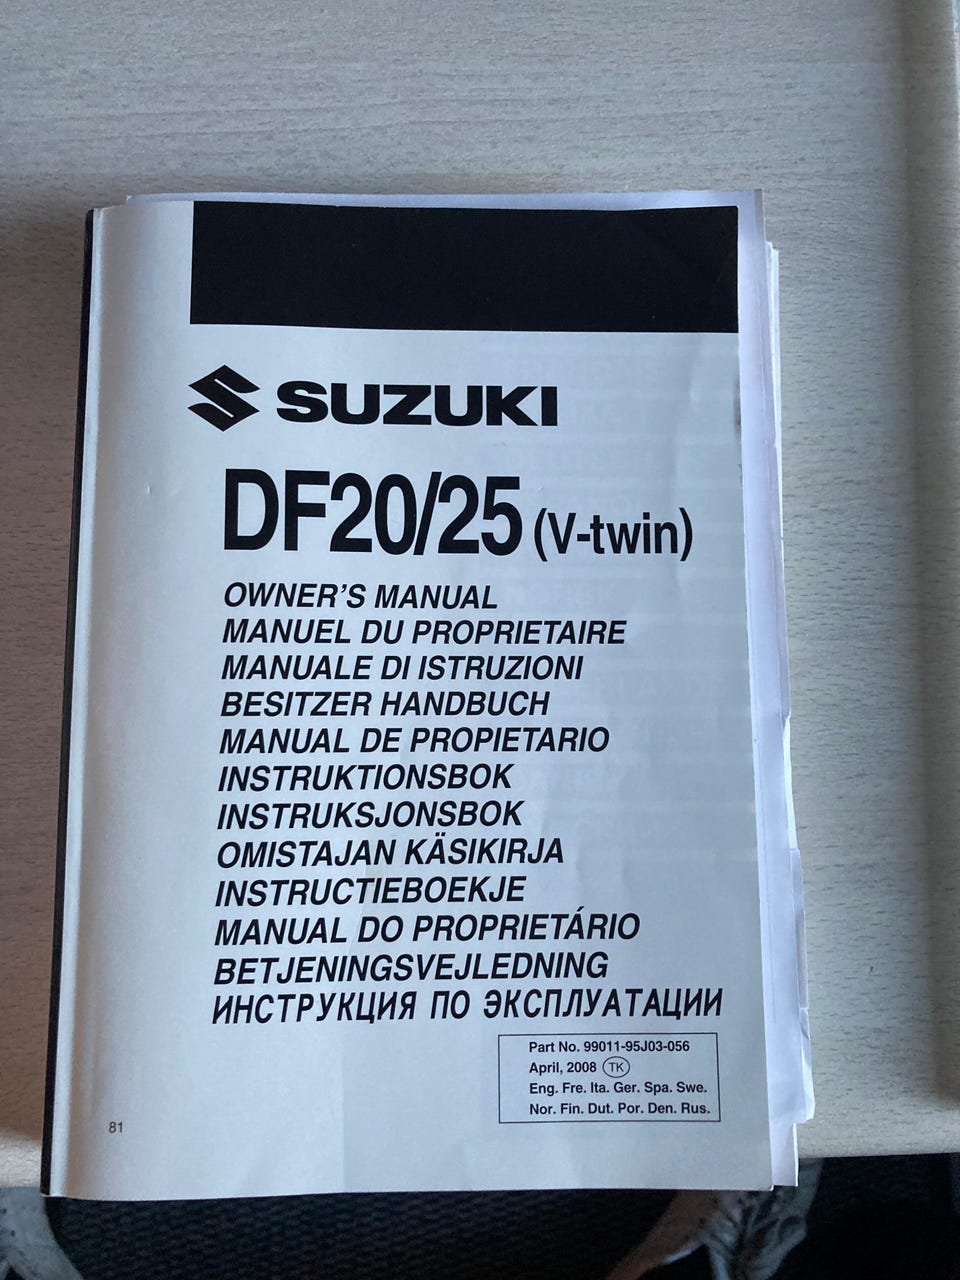 SUZUKI
DF20/25 (V-twin)
OWNER'S MANUAL
MANUEL DU PROPRIETAIRE
MANUALE DI ISTRUZIONI
BESITZER HANDBUCH
MANUAL DE PROPIETARIO
INSTRUKTIONSBOK
INSTRUKSJONSBOK
OMISTAJAN KÄSIKIRJA
INSTRUCTIEBOEKJE
MANUAL DO PROPRIETÁRIO
BETJENINGSVEJLEDNING
ИНСТРУКЦИЯ ПО ЭКСПЛУАТАЦИИ
Part No. 99011-95J03-056
April, 2008 TK
Eng. Fre. Ita. Ger. Spa. Swe.
Nor. Fin. Dut. Por. Den. Rus.
81